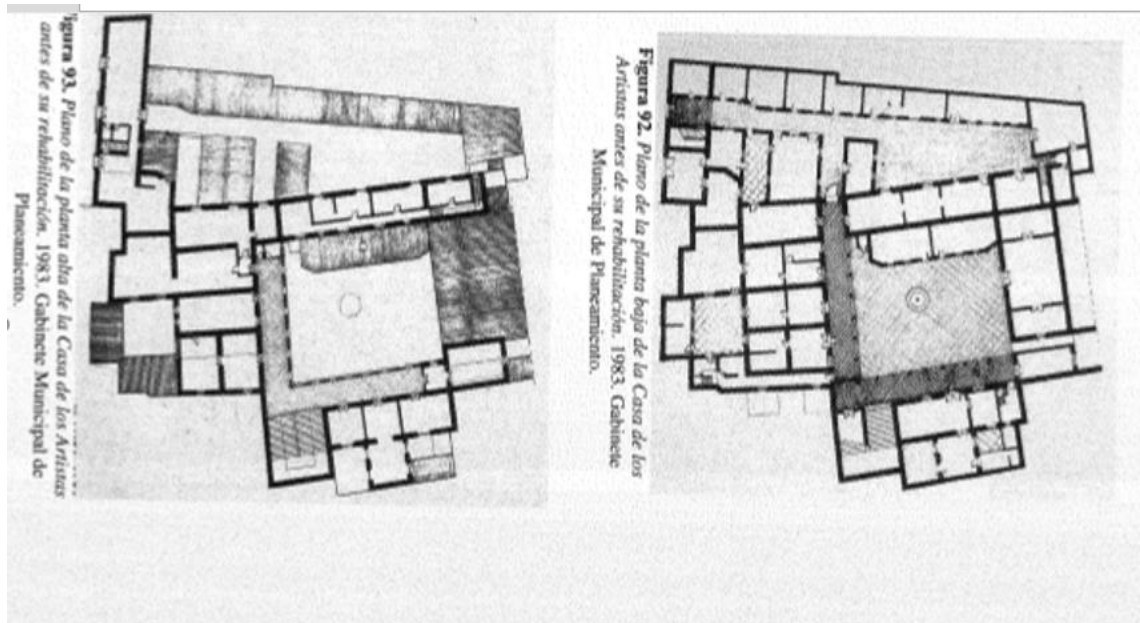 Figura 92. Plano de la planta baja de la Casa de los
Artistas antes de su rehabilitación. 1983. Gabinete
Municipal de Planeamiento.
igura 93. Plano de la planta alta de la Casa de los Artistas
antes de su rehabilitación. 1983. Gabinete Municipal de
Planeamiento.